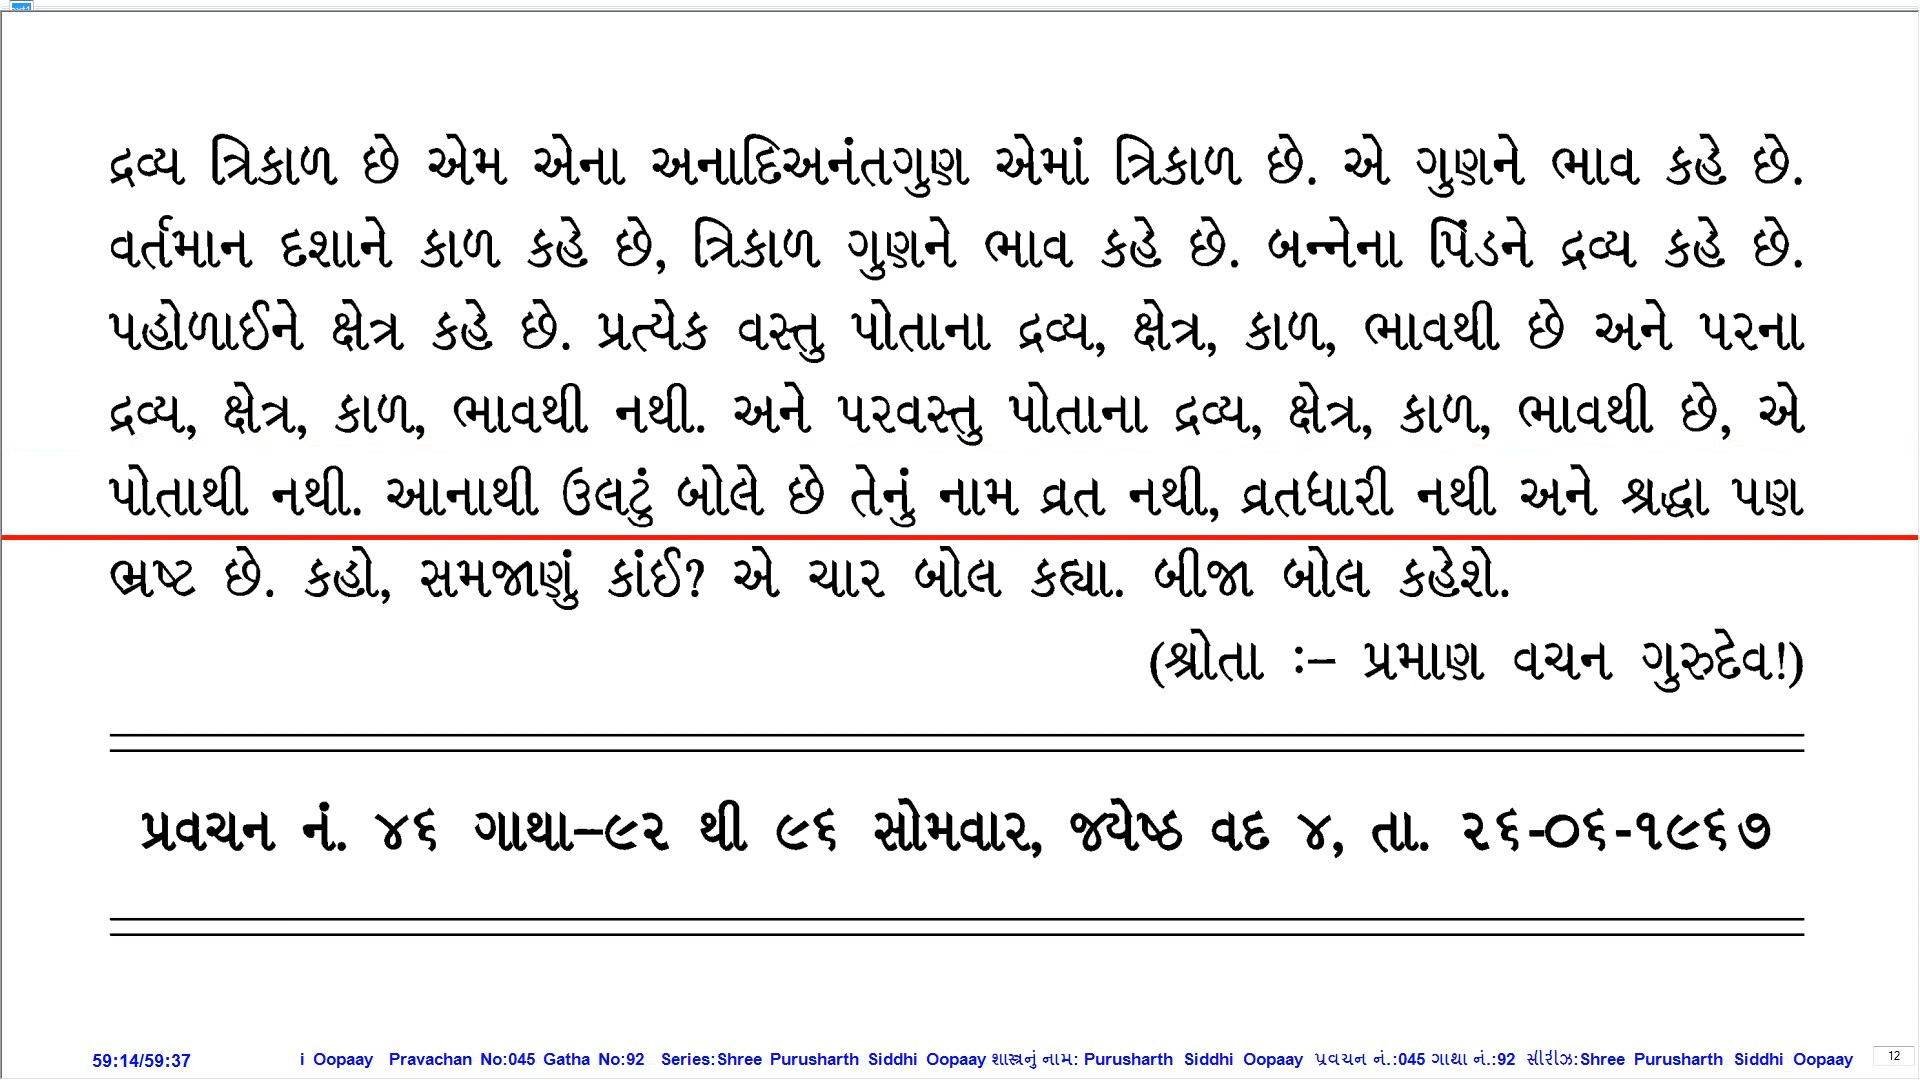 દ્રવ્ય ત્રિકાળ છે એમ એના અનાદિઅનંતગુણ એમાં ત્રિકાળ છે. એ ગુણને ભાવ કહે છે.
વર્તમાન દશાને કાળ કહે છે, ત્રિકાળ ગુણને ભાવ કહે છે. બન્નેના પિંડને દ્રવ્ય કહે છે.
પહોળાઈને ક્ષેત્ર કહે છે. પ્રત્યેક વસ્તુ પોતાના દ્રવ્ય, ક્ષેત્ર, કાળ, ભાવથી છે અને પરના
દ્રવ્ય, ક્ષેત્ર, કાળ, ભાવથી નથી. અને પરવસ્તુ પોતાના દ્રવ્ય, ક્ષેત્ર, કાળ, ભાવથી છે, એ
પોતાથી નથી. આનાથી ઉલટું બોલે છે તેનું નામ વ્રત નથી, વ્રતધારી નથી અને શ્રદ્ધા પણ
ભ્રષ્ટ છે. કહો, સમજાણું કાંઈ? એ ચાર બોલ કહ્યા. બીજા બોલ કહેશે.
(શ્રોતા :– પ્રમાણ વચન ગુરુદેવ!)
પ્રવચન નં. ૪૬ ગાથા–૯૨ થી ૯૬ સોમવાર, જ્યેષ્ઠ વદ ૪, તા. ૨૬-૦૬-૧૯૬૭
59:14/59:37 i Oopaay Pravachan No:045 Gatha No:92 Series:Shree Purusharth Siddhi Oopaay શાસ્ત્રનું નામ: Purusharth Siddhi Oopaay પ્રવચન નં.:045 ગાથા નં.:92 સીરીઝ:Shree Purusharth Siddhi Oopaay 12